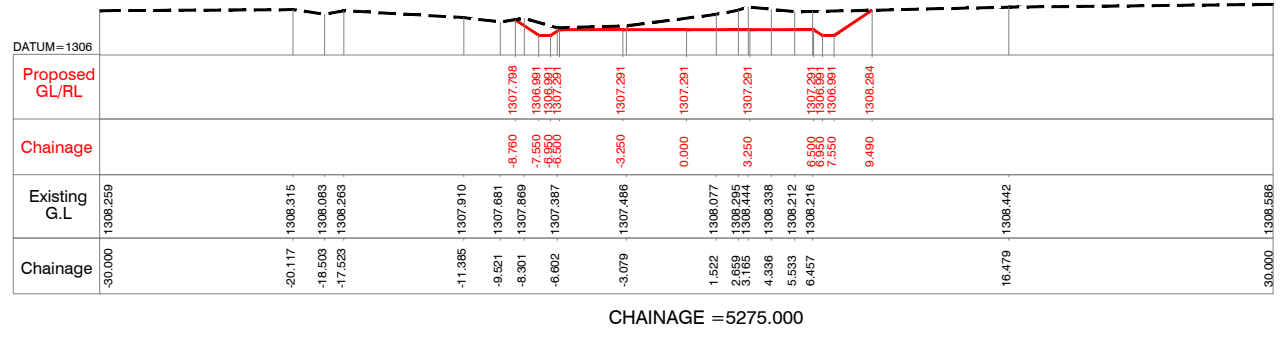 DATUM=1306
Proposed
GL/RL
1307.798 1306.991 1306.991 1307.291 1307.291 1307.291 1307.291 1307.291 1306.991 1306.991 1308.284
Chainage
-8.760 -7.550 -6.950 -6.500 -3.250 0.000 3.250 6.500 6.950 7.550 9.490
Existing
G.L
1308.259 1308.315 1308.083 1308.263 1307.910 1307.681 1307.869 1307.387 1307.486 1308.077 1308.295 1308.444 1308.338 1308.212 1308.216 1308.442 1308.586
Chainage
-30.000 -20.117 -18.503 -17.523 -11.385 -9.521 -8.301 -6.602 -3.079 1.522 2.659 3.165 4.336 5.533 6.457 16.479 30.000
CHAINAGE =5275.000